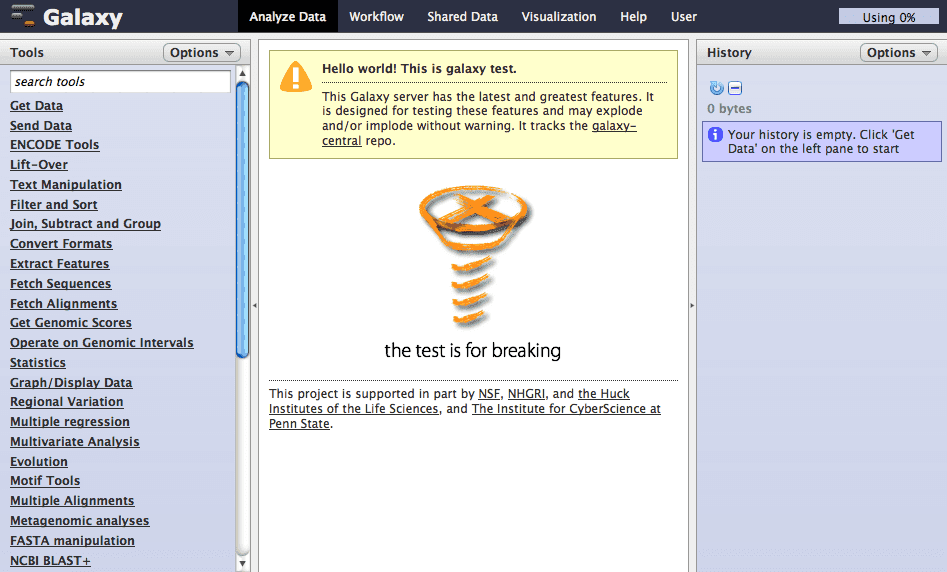 Galaxy
Analyze Data Workflow Shared Data Visualization Help User
Using 0%
Tools Options
search tools
Get Data
Send Data
ENCODE Tools
Lift-Over
Text Manipulation
Filter and Sort
Join, Subtract and Group
Convert Formats
Extract Features
Fetch Sequences
Fetch Alignments
Get Genomic Scores
Operate on Genomic Intervals
Statistics
Graph/Display Data
Regional Variation
Multiple regression
Multivariate Analysis
Evolution
Motif Tools
Multiple Alignments
Metagenomic analyses
FASTA manipulation
NCBI BLAST+
Hello world! This is galaxy test.
This Galaxy server has the latest and greatest features. It
is designed for testing these features and may explode
and/or implode without warning. It tracks the galaxy-
central repo.
the test is for breaking
This project is supported in part by NSF, NHGRI, and the Huck
Institutes of the Life Sciences, and The Institute for CyberScience at
Penn State.
History Options
0 bytes
Your history is empty. Click 'Get
Data' on the left pane to start